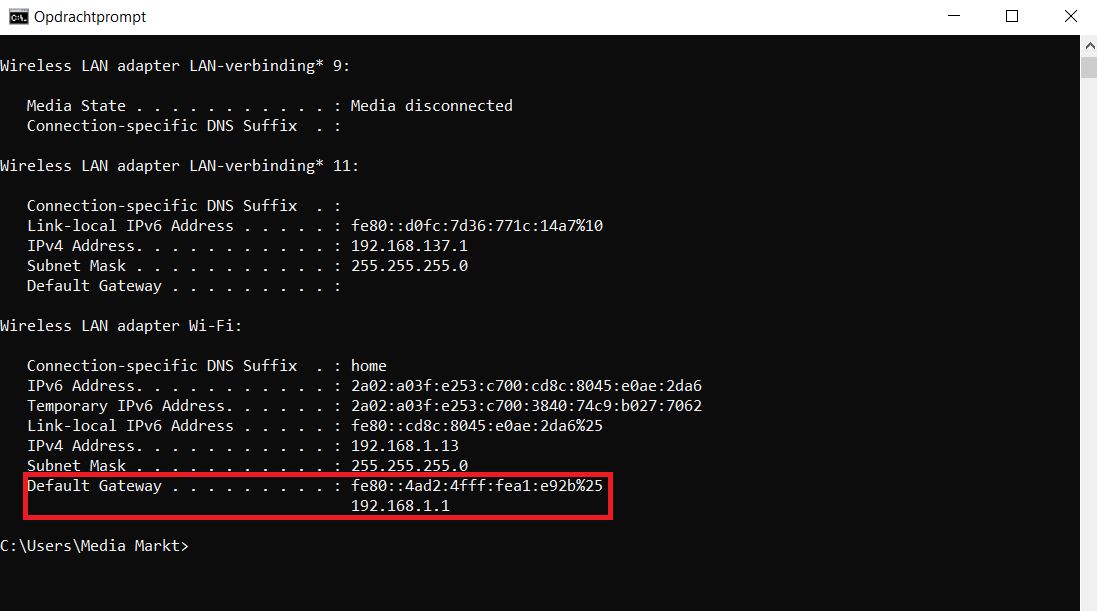 Opdrachtprompt
Wireless LAN adapter LAN-verbinding* 9:
Media State . . . . . . . . . . . : Media disconnected
Connection-specific DNS Suffix  . :
Wireless LAN adapter LAN-verbinding* 11:
Connection-specific DNS Suffix  . :
Link-local IPv6 Address . . . . . : fe80::d0fc:7d36:771c:14a7%10
IPv4 Address. . . . . . . . . . . : 192.168.137.1
Subnet Mask . . . . . . . . . . . : 255.255.255.0
Default Gateway . . . . . . . . . :
Wireless LAN adapter Wi-Fi:
Connection-specific DNS Suffix  . : home
IPv6 Address. . . . . . . . . . . : 2a02:a03f:e253:c700:cd8c:8045:e0ae:2da6
Temporary IPv6 Address. . . . . . : 2a02:a03f:e253:c700:3840:74c9:b027:7062
Link-local IPv6 Address . . . . . : fe80::cd8c:8045:e0ae:2da6%25
IPv4 Address. . . . . . . . . . . : 192.168.1.13
Subnet Mask . . . . . . . . . . . : 255.255.255.0
Default Gateway . . . . . . . . . : fe80::4ad2:4fff:fea1:e92b%25
192.168.1.1
C:\Users\Media Markt>